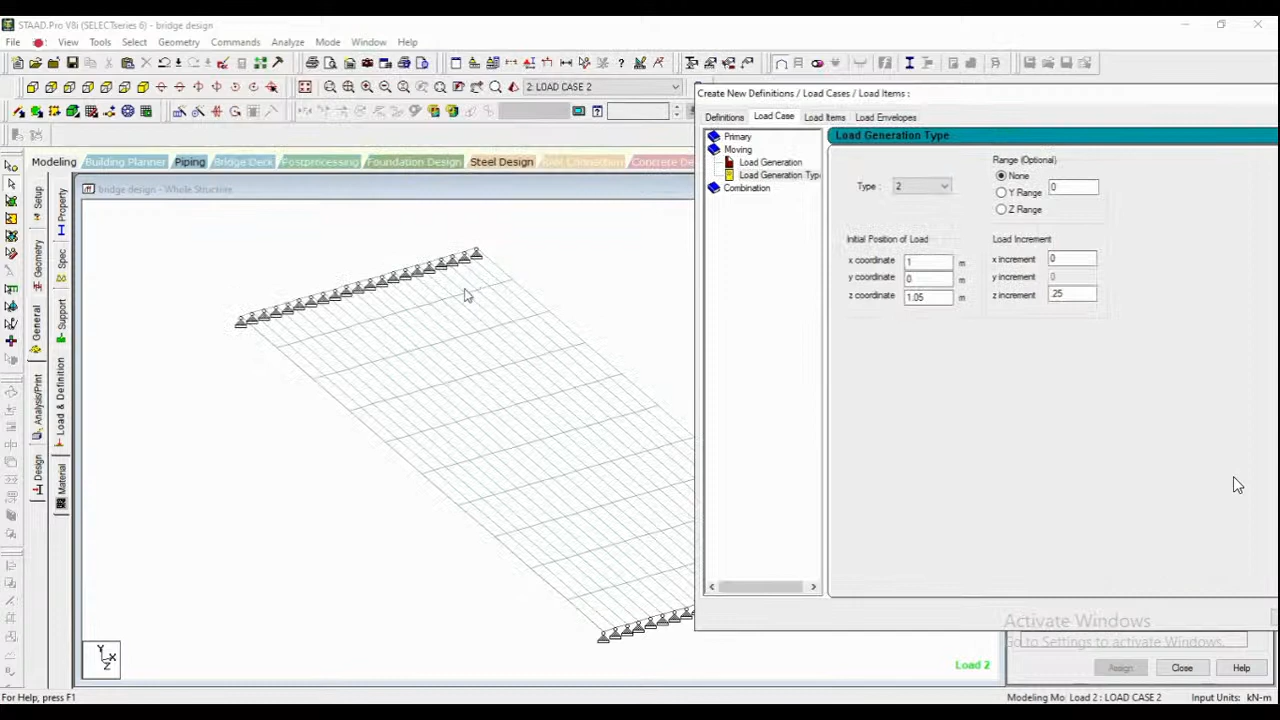 STAAD.Pro V8i (SELECTseries 6) - bridge design
File View Tools Select Geometry Commands Analyze Mode Window Help
2: LOAD CASE 2
Modeling Building Planner Piping Bridge Deck Postprocessing Foundation Design Steel Design Concrete De
bridge design - Whole Structure
Setup
Geometry
General
Analysis/Print
Design
Property
Spec
Support
Load & Definition
Material
Y
X
Z
Load 2
Create New Definitions / Load Cases / Load Items :
Definitions Load Case Load Items Load Envelopes
Primary
Moving
Load Generation
Load Generation Typ
Combination
Load Generation Type
Type : 2
Range (Optional)
None
Y Range 0
Z Range
Initial Position of Load
x coordinate 1 m
y coordinate 0 m
z coordinate 1.05 m
Load Increment
x increment 0
y increment 0
z increment .25
Activate Windows
Go to Settings to activate Windows.
Assign Close Help
For Help, press F1
Modeling Mo Load 2 : LOAD CASE 2 Input Units: kN-m